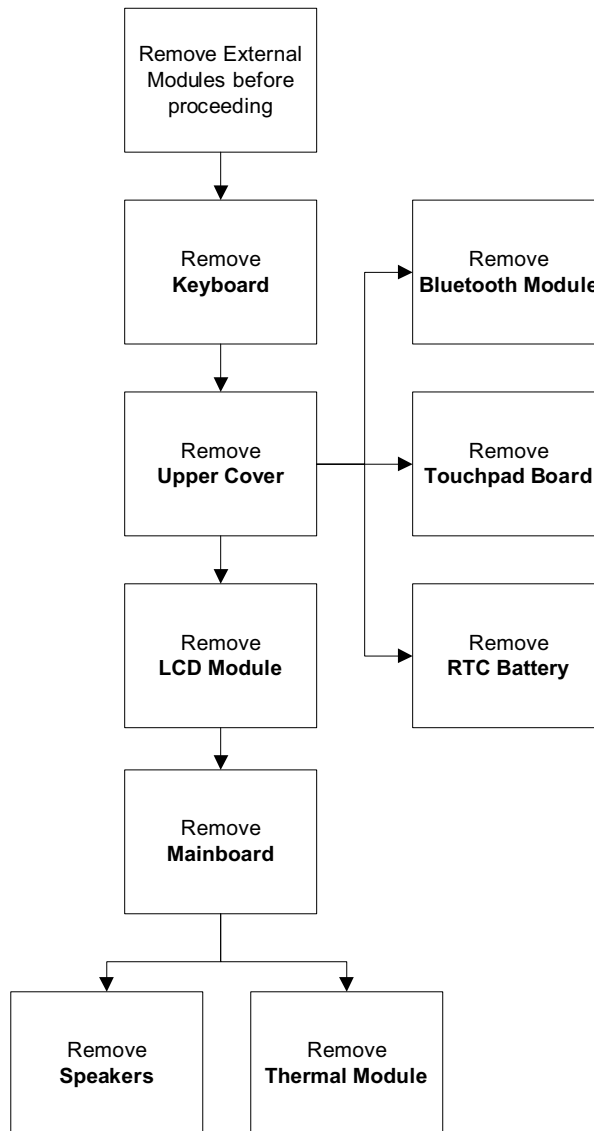 Remove External
Modules before
proceeding
Remove
Keyboard
Remove
Bluetooth Module
Remove
Upper Cover
Remove
Touchpad Board
Remove
LCD Module
Remove
RTC Battery
Remove
Mainboard
Remove
Speakers
Remove
Thermal Module